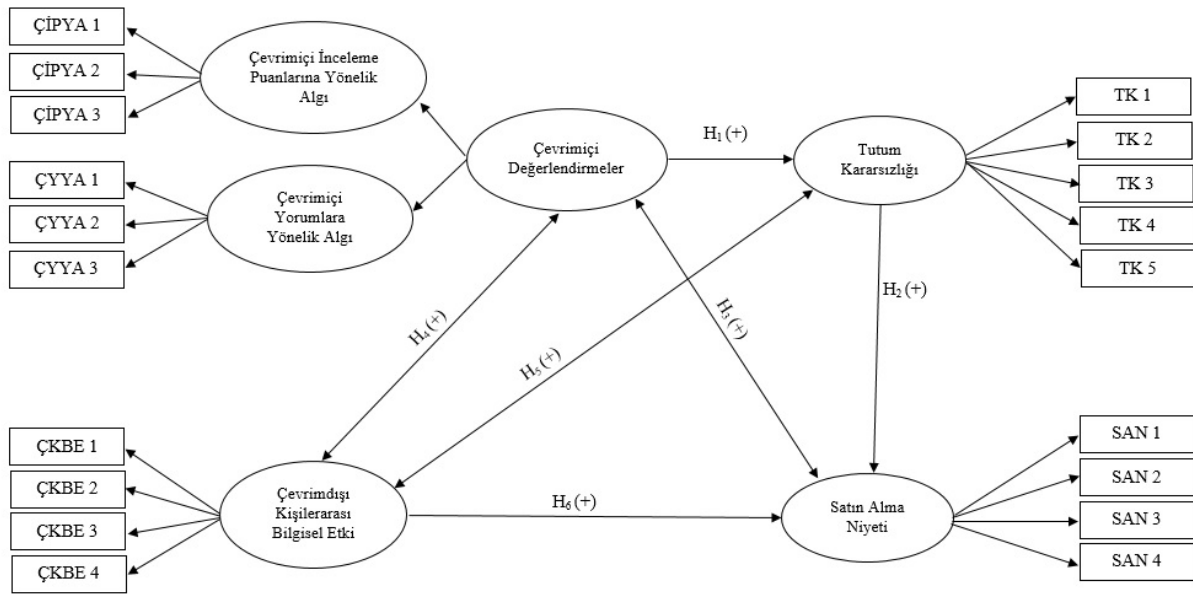 ÇİPYA 1
ÇİPYA 2
ÇİPYA 3
Çevrimiçi İnceleme
Puanlarına Yönelik
Algı
ÇYYA 1
ÇYYA 2
ÇYYA 3
Çevrimiçi
Yorumlara
Yönelik Algı
Çevrimiçi
Değerlendirmeler
H₁ (+)
Tutum
Kararsızlığı
TK 1
TK 2
TK 3
TK 4
TK 5
H₂ (+)
H₃ (+)
H₄ (+)
H₅ (+)
ÇKBE 1
ÇKBE 2
ÇKBE 3
ÇKBE 4
Çevrimdışı
Kişilerarası
Bilgisel Etki
H₆ (+)
Satın Alma
Niyeti
SAN 1
SAN 2
SAN 3
SAN 4